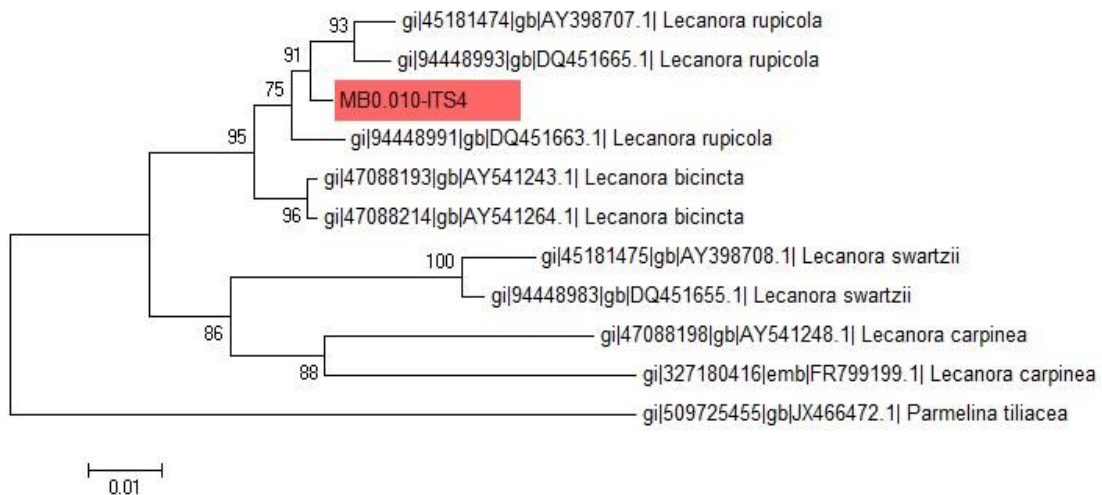 93
gi|45181474|gb|AY398707.1| Lecanora rupicola
91
gi|94448993|gb|DQ451665.1| Lecanora rupicola
75
MB0.010-ITS4
95
gi|94448991|gb|DQ451663.1| Lecanora rupicola
gi|47088193|gb|AY541243.1| Lecanora bicincta
96
gi|47088214|gb|AY541264.1| Lecanora bicincta
100
gi|45181475|gb|AY398708.1| Lecanora swartzii
gi|94448983|gb|DQ451655.1| Lecanora swartzii
86
gi|47088198|gb|AY541248.1| Lecanora carpinea
88
gi|327180416|emb|FR799199.1| Lecanora carpinea
gi|509725455|gb|JX466472.1| Parmelina tiliacea
0.01